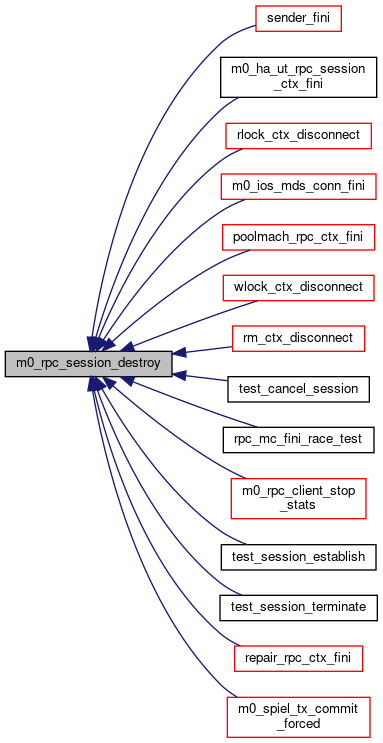 sender_fini
m0_ha_ut_rpc_session
_ctx_fini
rlock_ctx_disconnect
m0_ios_mds_conn_fini
poolmach_rpc_ctx_fini
wlock_ctx_disconnect
rm_ctx_disconnect
m0_rpc_session_destroy
test_cancel_session
rpc_mc_fini_race_test
m0_rpc_client_stop
_stats
test_session_establish
test_session_terminate
repair_rpc_ctx_fini
m0_spiel_tx_commit
_forced